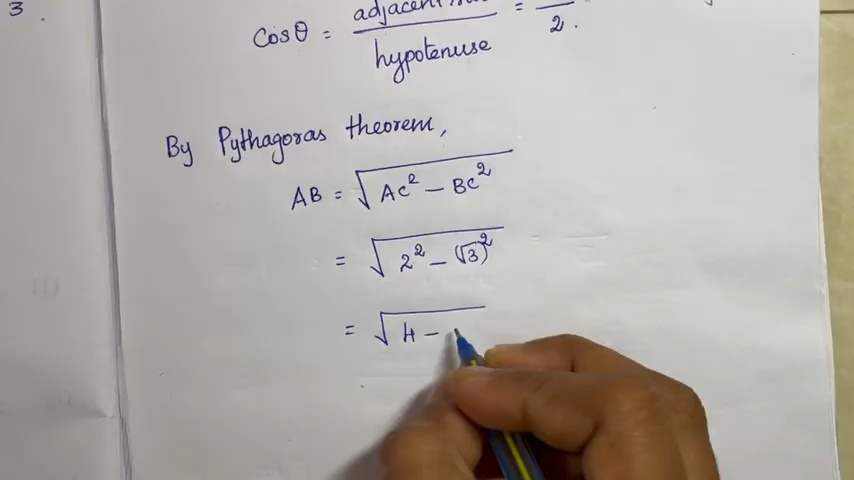 3.
Cosθ = adjacent / hypotenuse = / 2.
By Pythagoras theorem,
AB = √AC² − BC²
= √2² − (√3)²
= √4 −